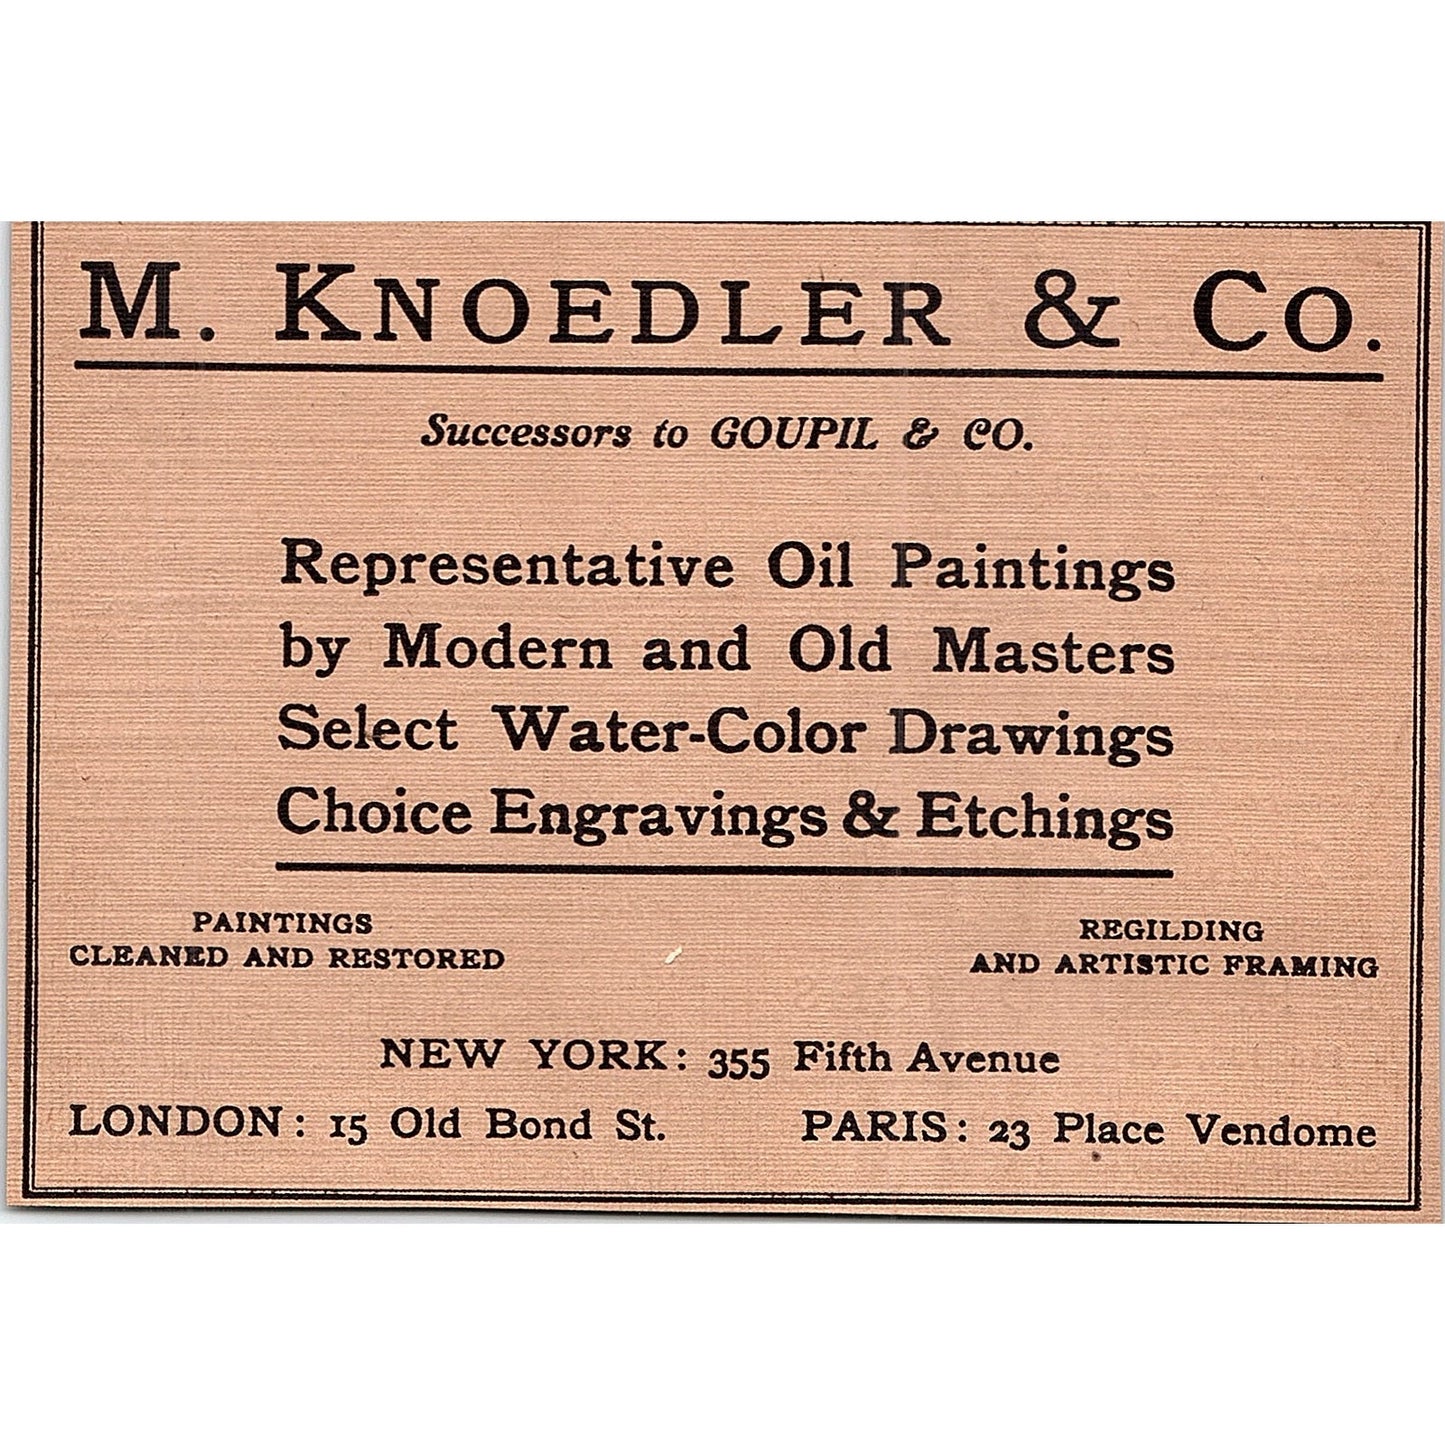 M. KNOEDLER & CO.
Successors to GOUPIL & CO.
Representative Oil Paintings
by Modern and Old Masters
Select Water-Color Drawings
Choice Engravings & Etchings
PAINTINGS
CLEANED AND RESTORED
REGILDING
AND ARTISTIC FRAMING
NEW YORK: 355 Fifth Avenue
LONDON: 15 Old Bond St.
PARIS: 23 Place Vendome